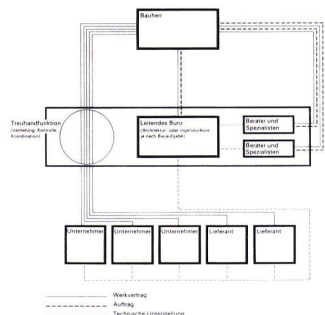 Bauherr
Treuhandfunktion
(Vertretung, Kontrolle,
Koordination)
Leitendes Büro
(Architektur- oder Ingenieurbüro
je nach Bauaufgabe)
Berater und
Spezialisten
Berater und
Spezialisten
Unternehmer
Unternehmer
Unternehmer
Lieferant
Lieferant
Werkvertrag
Auftrag
Technische Unterstellung